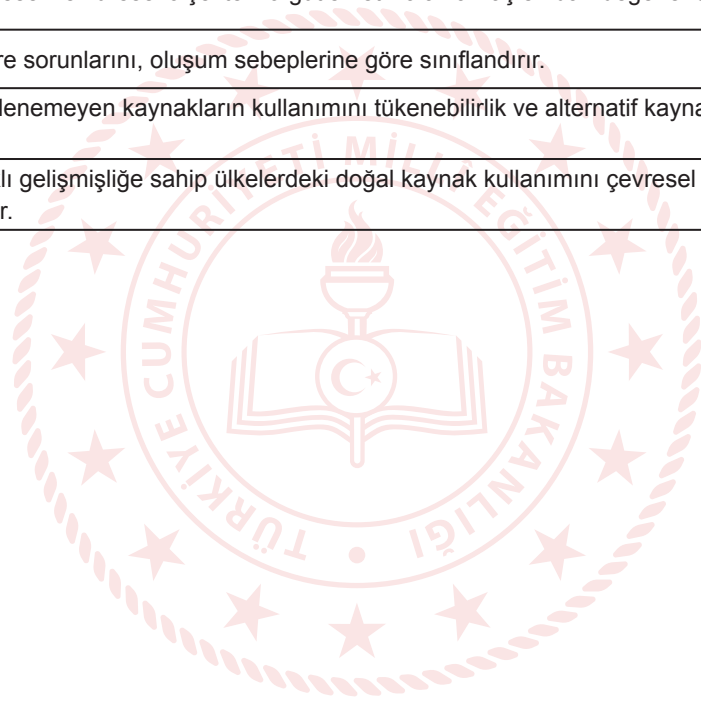 re sorunlarını, oluşum sebeplerine göre sınıflandırır.
lenemeyen kaynakların kullanımını tükenebilirlik ve alternatif kayna
lı gelişmişliğe sahip ülkelerdeki doğal kaynak kullanımını çevresel
r.
TÜRKİYE CUMHURİYETİ MİLLÎ EĞİTİM BAKANLIĞI